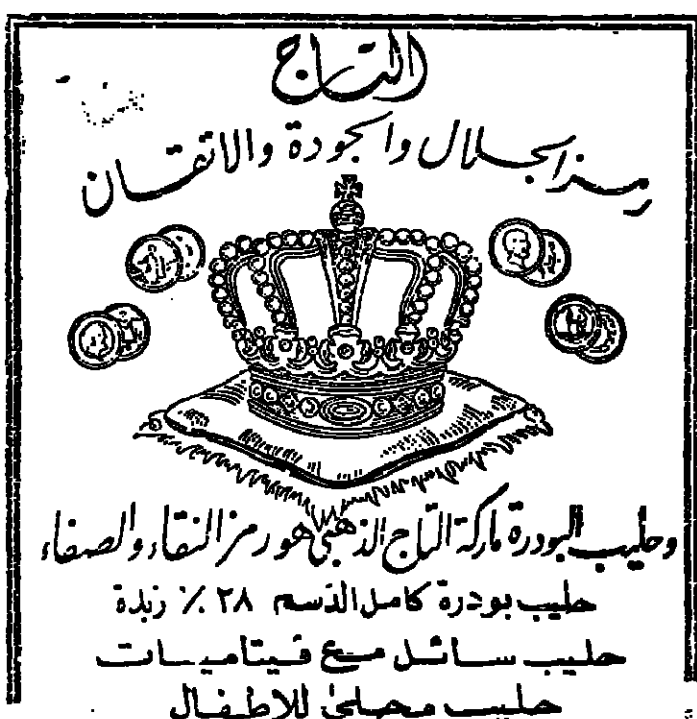 التاج
رمز الجلال والجودة والاتقان
وحليب البودرة ماركة التاج الذهبي هو رمز النقاء والصفاء
حليب بودرة كامل الدسم ٢٨ ٪ زبدة
حليب سائل مع فيتاميـات
حليب محلى للاطفال